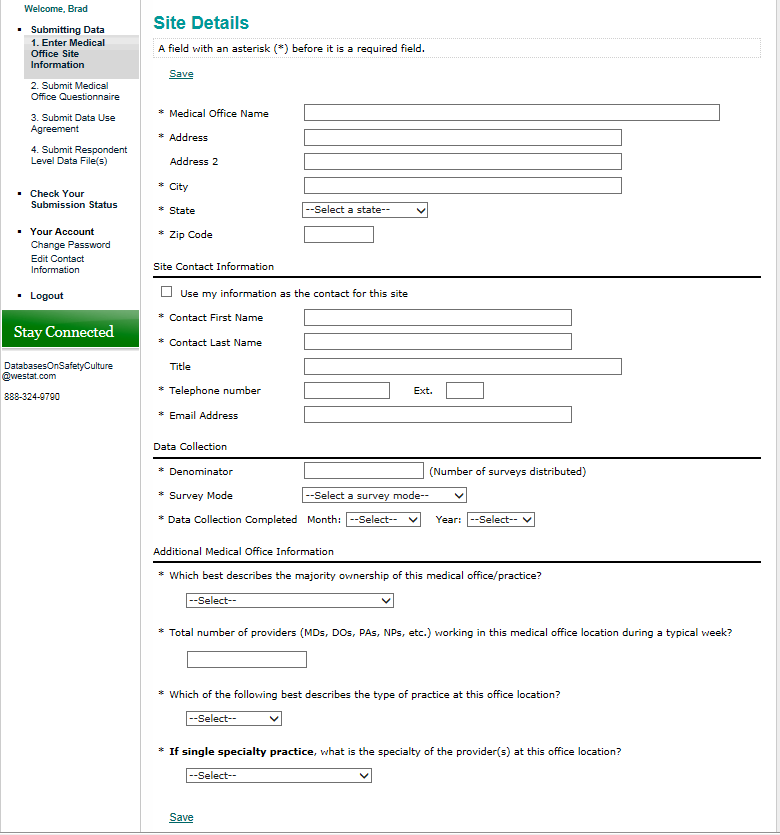 Welcome, Brad
Submitting Data
1. Enter Medical
Office Site
Information
2. Submit Medical
Office Questionnaire
3. Submit Data Use
Agreement
4. Submit Respondent
Level Data File(s)
Check Your
Submission Status
Your Account
Change Password
Edit Contact
Information
Logout
Stay Connected
DatabasesOnSafetyCulture
@westat.com
888-324-9790
Site Details
A field with an asterisk (*) before it is a required field.
Save
* Medical Office Name
* Address
Address 2
* City
* State --Select a state--
* Zip Code
Site Contact Information
Use my information as the contact for this site
* Contact First Name
* Contact Last Name
Title
* Telephone number Ext.
* Email Address
Data Collection
* Denominator (Number of surveys distributed)
* Survey Mode --Select a survey mode--
* Data Collection Completed Month: --Select-- Year: --Select--
Additional Medical Office Information
* Which best describes the majority ownership of this medical office/practice?
--Select--
* Total number of providers (MDs, DOs, PAs, NPs, etc.) working in this medical office location during a typical week?
* Which of the following best describes the type of practice at this office location?
--Select--
* If single specialty practice, what is the specialty of the provider(s) at this office location?
--Select--
Save